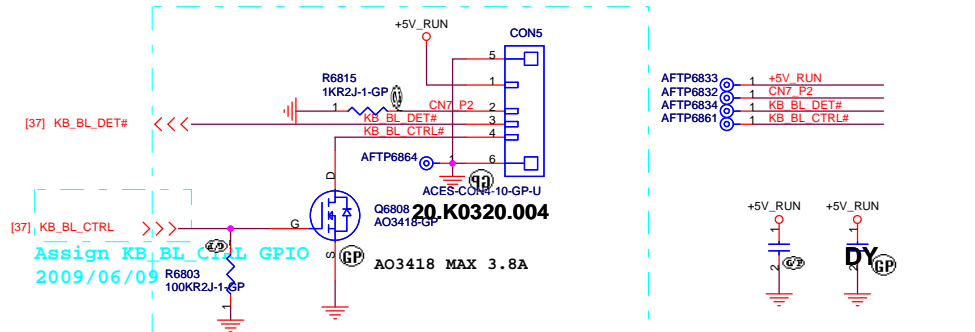 +5V_RUN
CON5
5
1
R6815
1KR2J-1-GP
1
2
CN7_P2
2
[37] KB_BL_DET#
KB_BL_DET#
3
KB_BL_CTRL#
4
AFTP6864
1
6
ACES-CON4-10-GP-U
20.K0320.004
D
Q6808
AO3418-GP
G
S
GP
AO3418 MAX 3.8A
[37] KB_BL_CTRL
Assign KB_BL_CTRL GPIO
2009/06/09
R6803
100KR2J-1-GP
1
AFTP6833 1 +5V_RUN
AFTP6832 1 CN7_P2
AFTP6834 1 KB_BL_DET#
AFTP6861 1 KB_BL_CTRL#
+5V_RUN
1
2
+5V_RUN
1
2
DY
GP